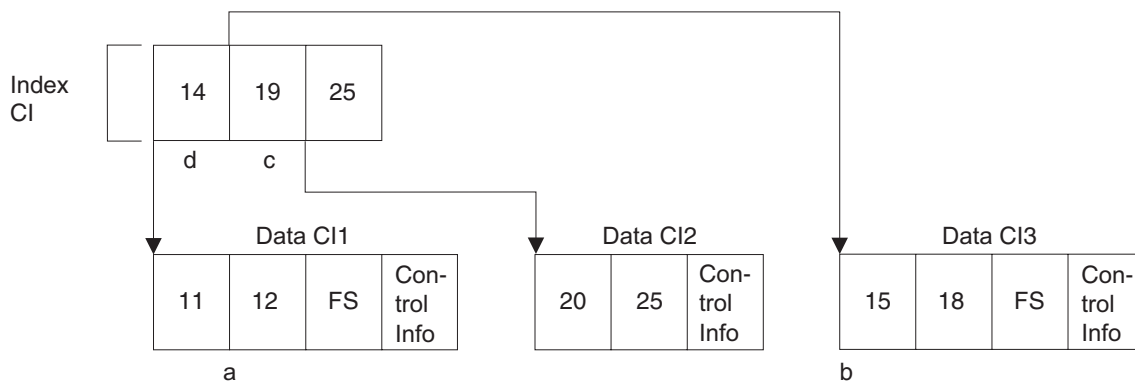 Index
CI
14
19
25
d
c
Data CI1
Data CI2
Data CI3
11
12
FS
Con-
trol
Info
20
25
Con-
trol
Info
15
18
FS
Con-
trol
Info
a
b